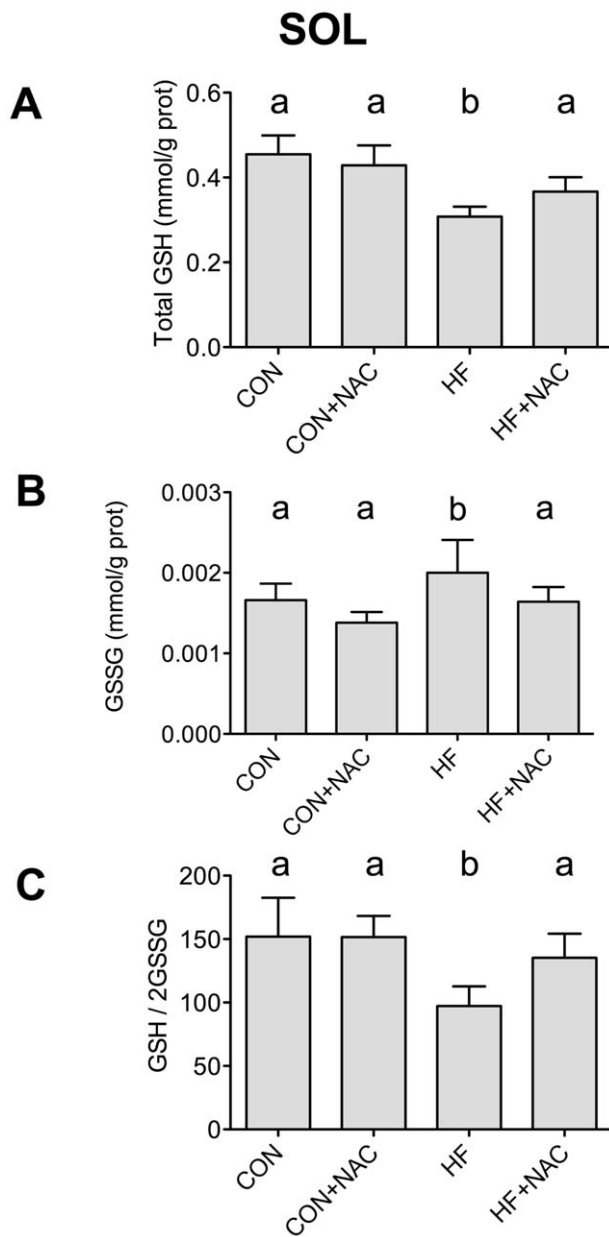 SOL
A
a a b a
Total GSH (mmol/g prot)
0.6
0.4
0.2
0.0
CON CON+NAC HF HF+NAC
B
a a b a
GSSG (mmol/g prot)
0.003
0.002
0.001
0.000
CON CON+NAC HF HF+NAC
C
a a b a
GSH / 2GSSG
200
150
100
50
0
CON CON+NAC HF HF+NAC